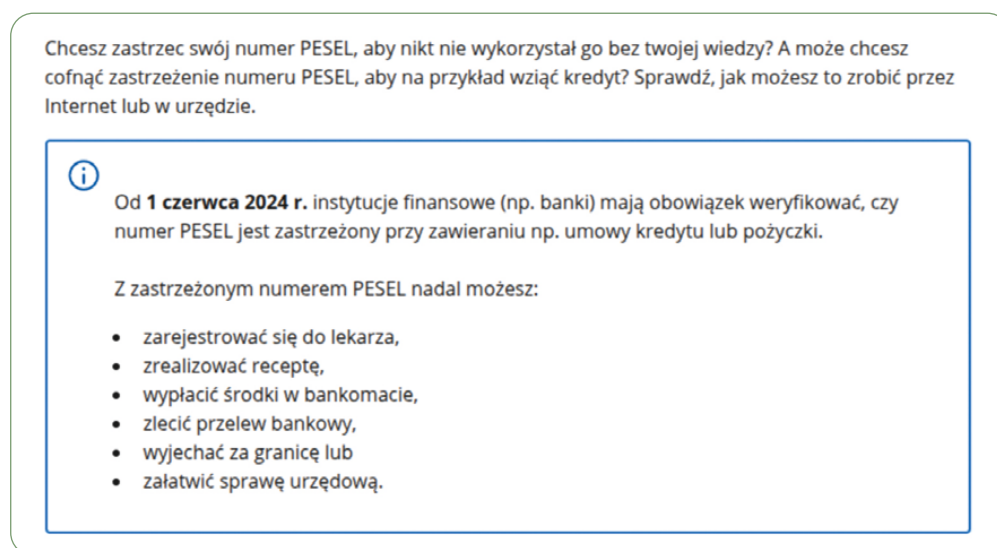 Chcesz zastrzec swój numer PESEL, aby nikt nie wykorzystał go bez twojej wiedzy? A może chcesz
cofnąć zastrzeżenie numeru PESEL, aby na przykład wziąć kredyt? Sprawdź, jak możesz to zrobić przez
Internet lub w urzędzie.
Od 1 czerwca 2024 r. instytucje finansowe (np. banki) mają obowiązek weryfikować, czy
numer PESEL jest zastrzeżony przy zawieraniu np. umowy kredytu lub pożyczki.
Z zastrzeżonym numerem PESEL nadal możesz:
• zarejestrować się do lekarza,
• zrealizować receptę,
• wypłacić środki w bankomacie,
• zlecić przelew bankowy,
• wyjechać za granicę lub
• załatwić sprawę urzędową.